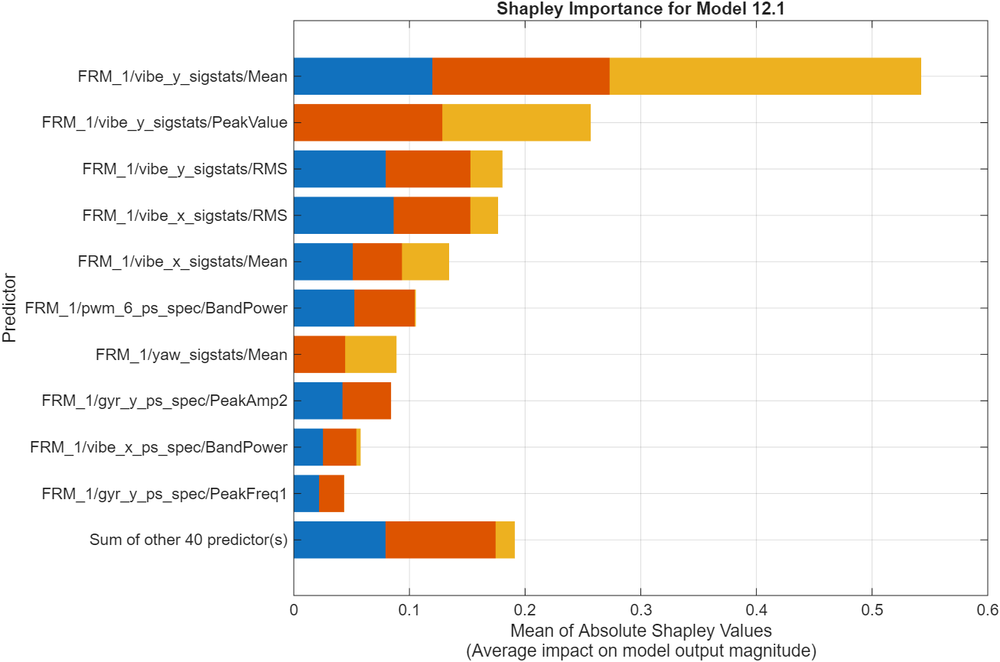 Shapley Importance for Model 12.1
Predictor
FRM_1/vibe_y_sigstats/Mean
FRM_1/vibe_y_sigstats/PeakValue
FRM_1/vibe_y_sigstats/RMS
FRM_1/vibe_x_sigstats/RMS
FRM_1/vibe_x_sigstats/Mean
FRM_1/pwm_6_ps_spec/BandPower
FRM_1/yaw_sigstats/Mean
FRM_1/gyr_y_ps_spec/PeakAmp2
FRM_1/vibe_x_ps_spec/BandPower
FRM_1/gyr_y_ps_spec/PeakFreq1
Sum of other 40 predictor(s)
0 0.1 0.2 0.3 0.4 0.5 0.6
Mean of Absolute Shapley Values
(Average impact on model output magnitude)